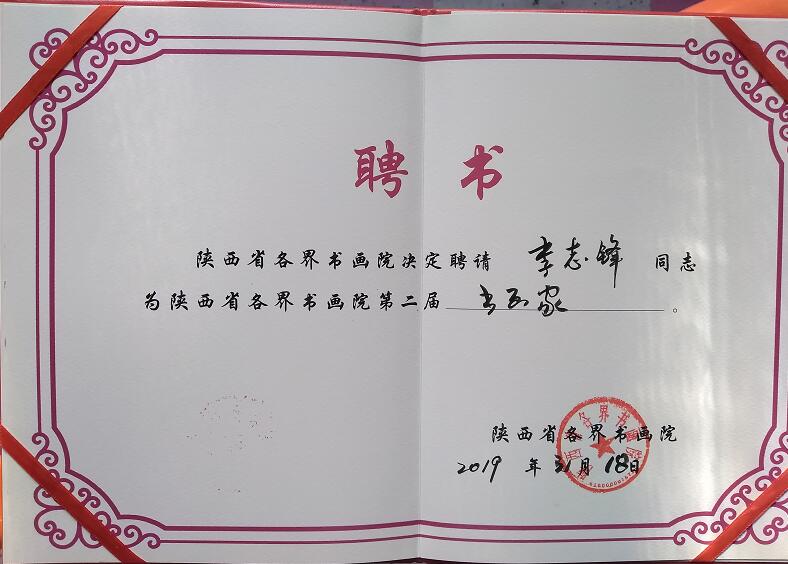 聘书
陕西省各界书画院决定聘请 李志锋 同志
为陕西省各界书画院第二届 书画家 。
陕西省各界书画院
2019 年 月 18日